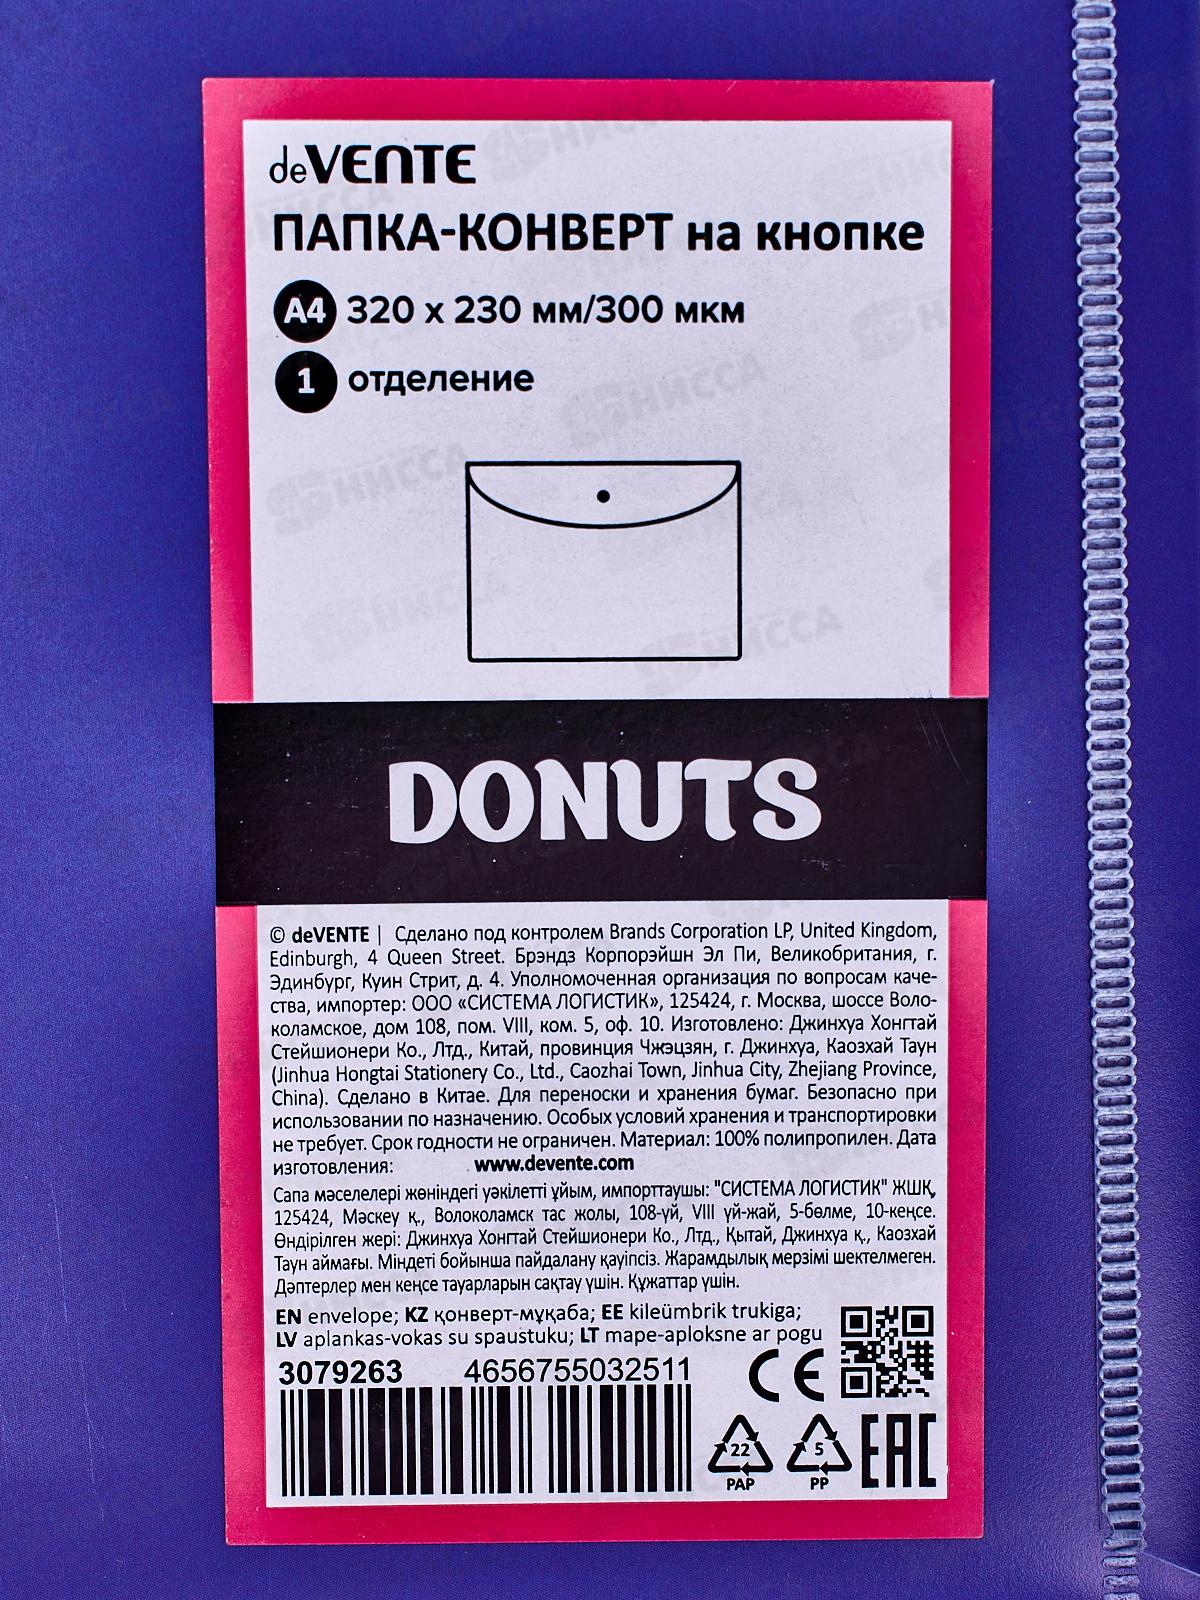 deVENTE
ПАПКА-КОНВЕРТ на кнопке
A4 320 x 230 мм/300 мкм
1 отделение
DONUTS
© deVENTE | Сделано под контролем Brands Corporation LP, United Kingdom,
Edinburgh, 4 Queen Street. Брэндз Корпорэйшн Эл Пи, Великобритания, г.
Эдинбург, Куин Стрит, д. 4. Уполномоченная организация по вопросам каче-
ства, импортер: ООО «СИСТЕМА ЛОГИСТИК», 125424, г. Москва, шоссе Воло-
коламское, дом 108, пом. VIII, ком. 5, оф. 10. Изготовлено: Джинхуа Хонгтай
Стейшионери Ко., Лтд., Китай, провинция Чжэцзян, г. Джинхуа, Каозхай Таун
(Jinhua Hongtai Stationery Co., Ltd., Caozhai Town, Jinhua City, Zhejiang Province,
China). Сделано в Китае. Для переноски и хранения бумаг. Безопасно при
использовании по назначению. Особых условий хранения и транспортировки
не требует. Срок годности не ограничен. Материал: 100% полипропилен. Дата
изготовления: www.devente.com
Сапа мәселелері жөніндегі уәкілетті ұйым, импорттаушы: "СИСТЕМА ЛОГИСТИК" ЖШҚ,
125424, Мәскеу қ., Волоколамск тас жолы, 108-үй, VIII үй-жай, 5-бөлме, 10-кеңсе.
Өндірілген жері: Джинхуа Хонгтай Стейшионери Ко., Лтд., Қытай, Джинхуа қ., Каозхай
Таун аймағы. Міндеті бойынша пайдалану қауіпсіз. Жарамдылық мерзімі шектелмеген.
Дәптерлер мен кеңсе тауарларын сақтау үшін. Құжаттар үшін.
EN envelope; KZ қонверт-мұқаба; EE kileümbrik trukiga;
LV aplankas-vokas su spaustuku; LT mape-aploksne ar pogu
3079263 4656755032511
CE
22 5 EAC
PAP PP
НИССА
НИССА
НИССА
НИССА
НИССА
НИССА